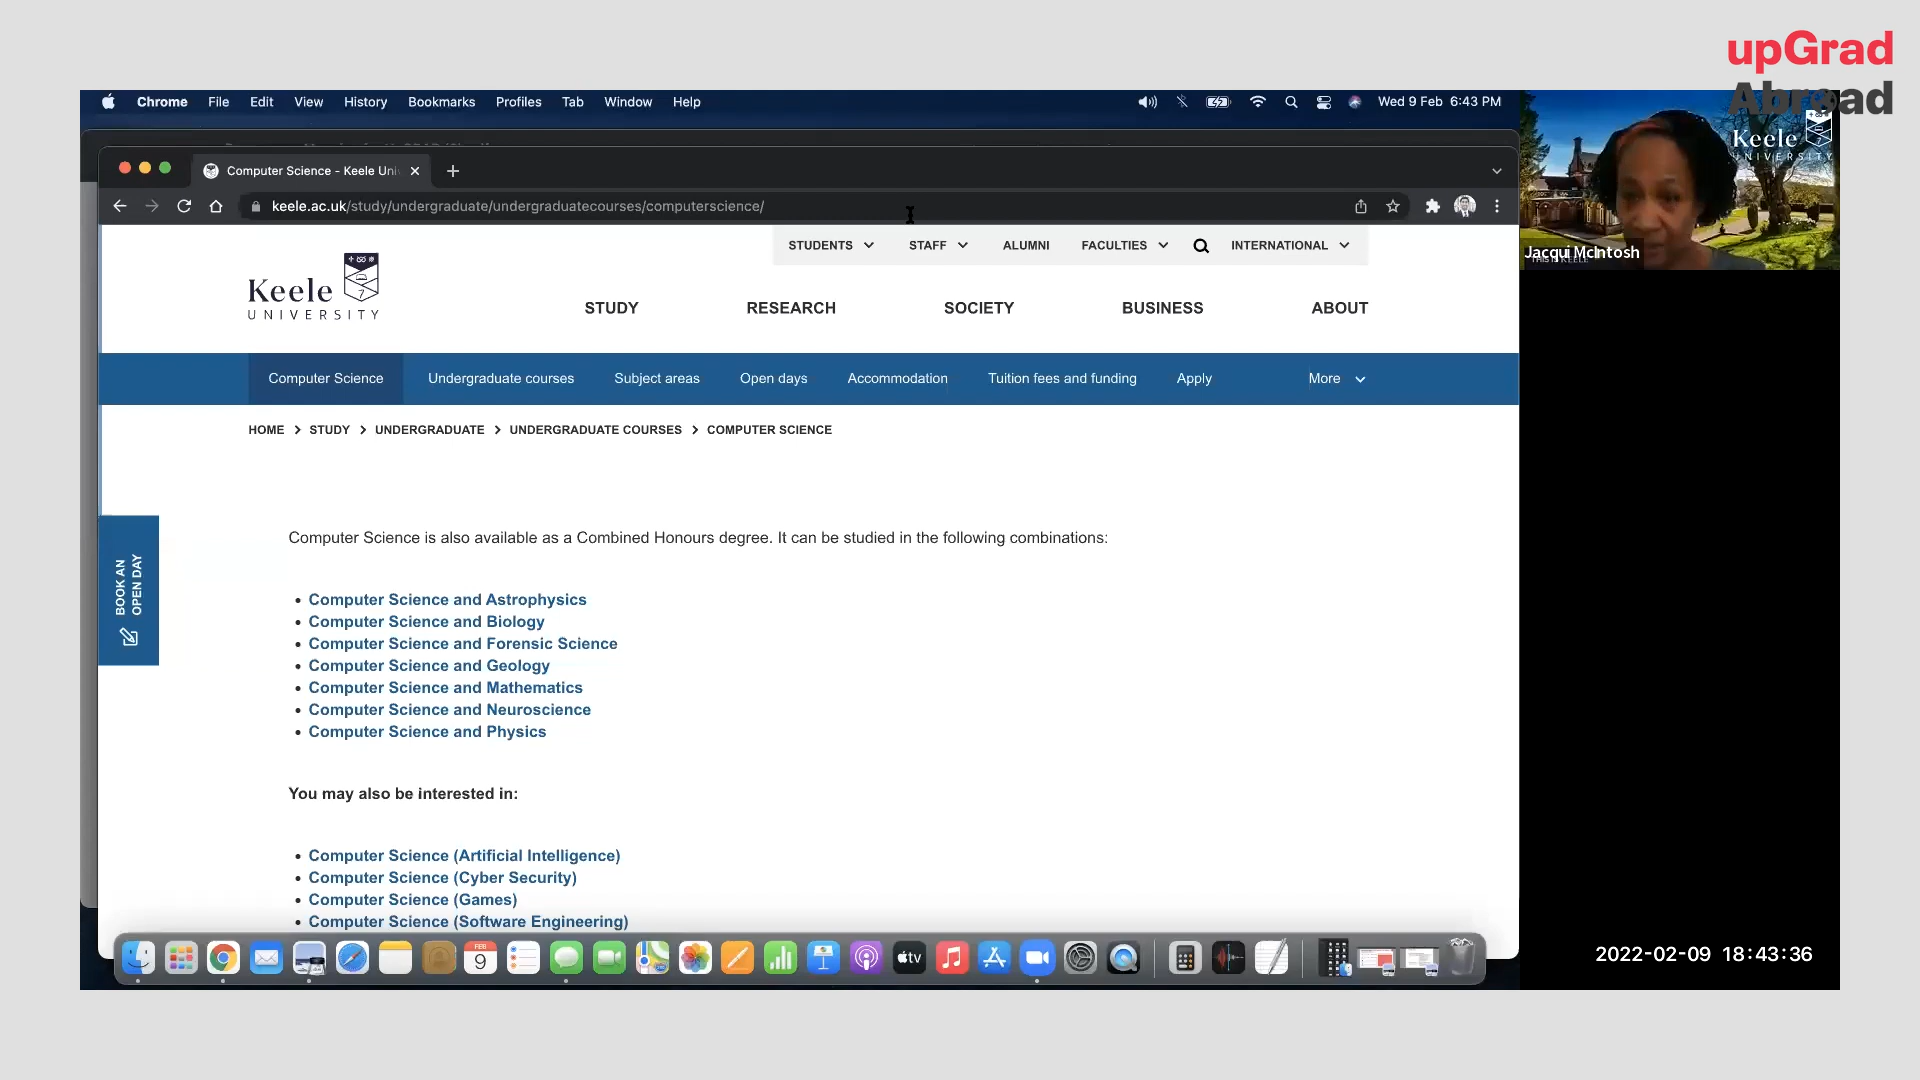 upGrad
Abroad
Chrome File Edit View History Bookmarks Profiles Tab Window Help
Wed 9 Feb 6:43 PM
Computer Science - Keele Uni
keele.ac.uk/study/undergraduate/undergraduatecourses/computerscience/
Keele
UNIVERSITY
Jacqui McIntosh
THIS IS KEELE
STUDENTS STAFF ALUMNI FACULTIES INTERNATIONAL
Keele
UNIVERSITY
STUDY RESEARCH SOCIETY BUSINESS ABOUT
Computer Science Undergraduate courses Subject areas Open days Accommodation Tuition fees and funding Apply More
HOME > STUDY > UNDERGRADUATE > UNDERGRADUATE COURSES > COMPUTER SCIENCE
BOOK AN
OPEN DAY
Computer Science is also available as a Combined Honours degree. It can be studied in the following combinations:
• Computer Science and Astrophysics
• Computer Science and Biology
• Computer Science and Forensic Science
• Computer Science and Geology
• Computer Science and Mathematics
• Computer Science and Neuroscience
• Computer Science and Physics
You may also be interested in:
• Computer Science (Artificial Intelligence)
• Computer Science (Cyber Security)
• Computer Science (Games)
• Computer Science (Software Engineering)
FEB
9
tv
2022-02-09 18:43:36